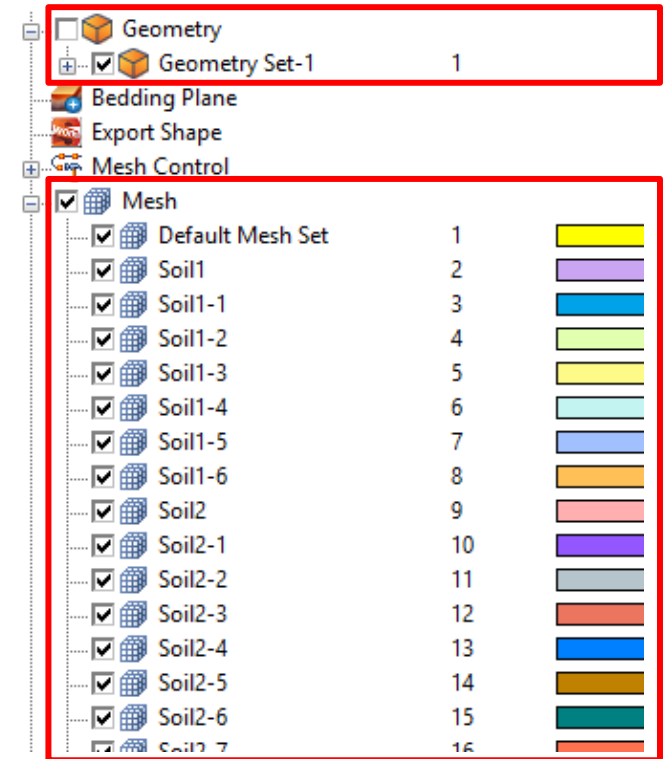 Geometry
Geometry Set-1 1
Bedding Plane
Export Shape
Mesh Control
Mesh
Default Mesh Set 1
Soil1 2
Soil1-1 3
Soil1-2 4
Soil1-3 5
Soil1-4 6
Soil1-5 7
Soil1-6 8
Soil2 9
Soil2-1 10
Soil2-2 11
Soil2-3 12
Soil2-4 13
Soil2-5 14
Soil2-6 15
Soil2-7 16